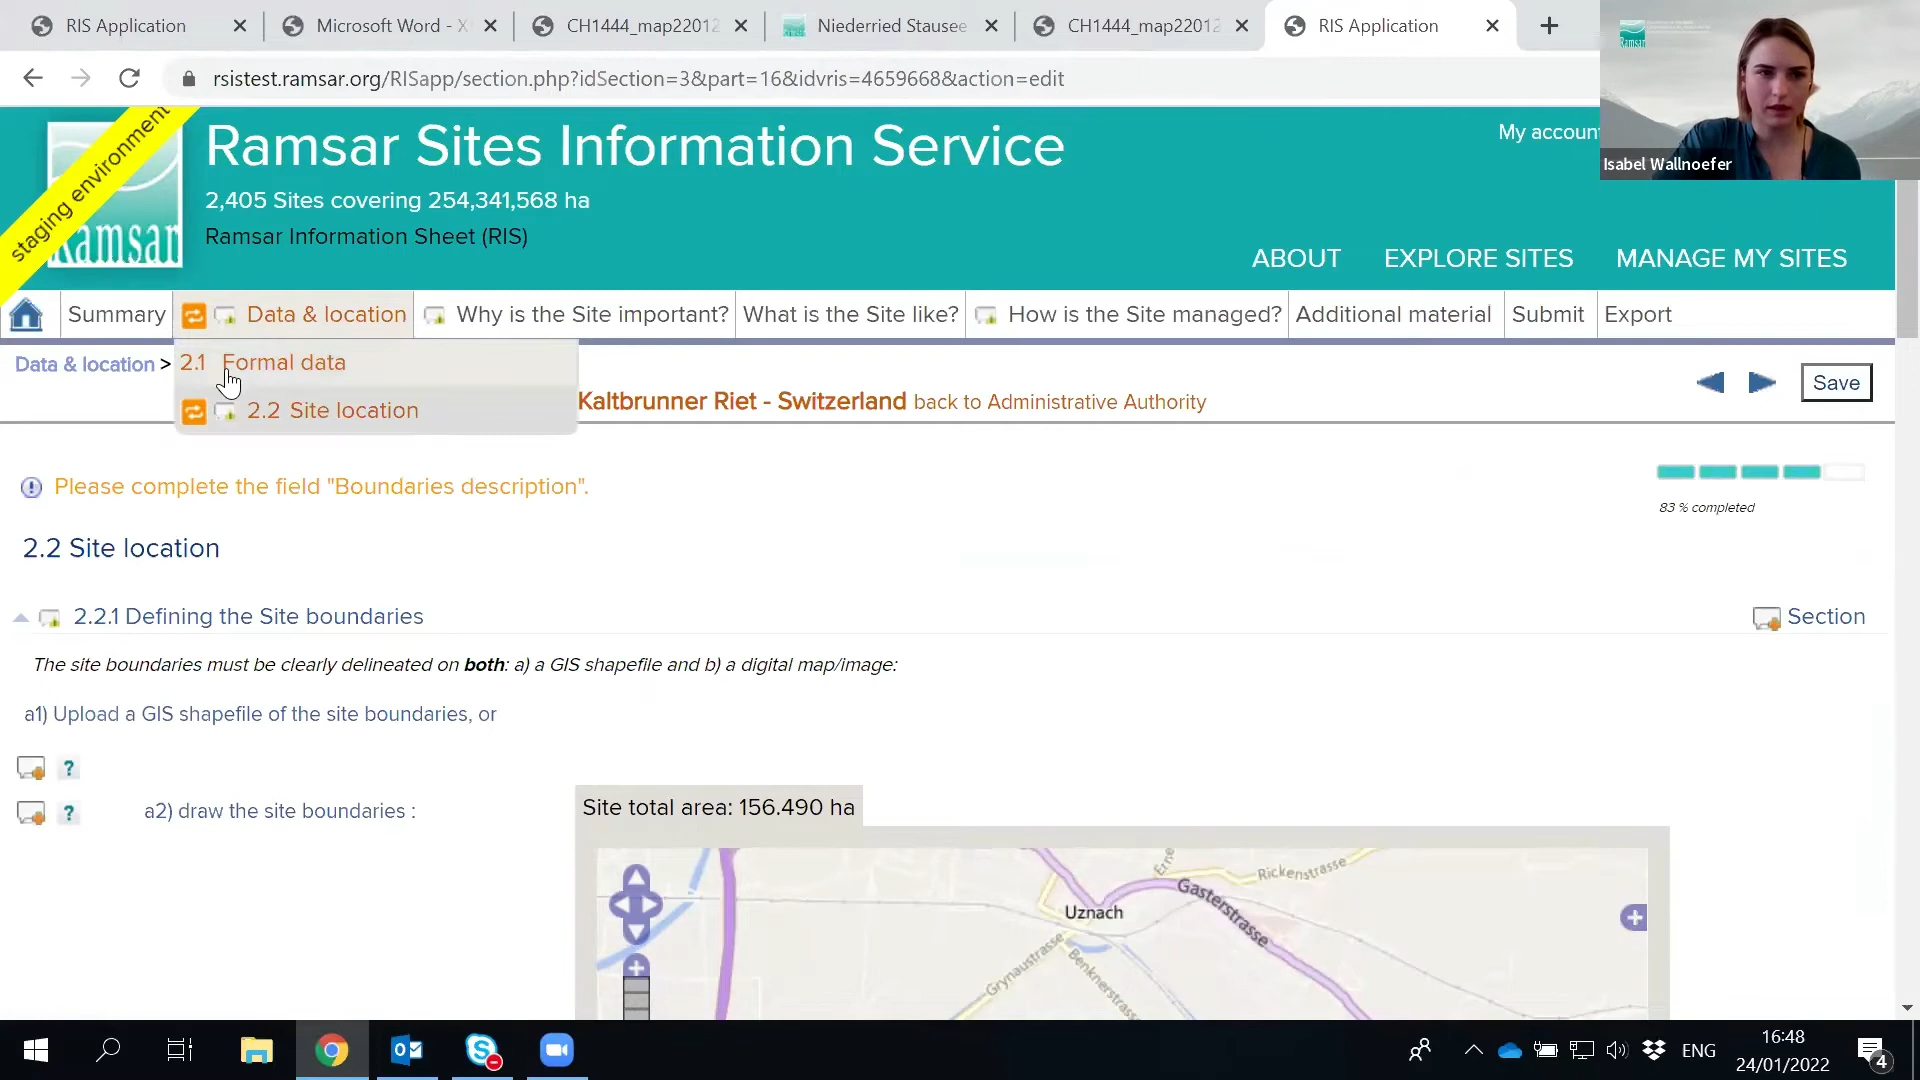 RIS Application
Microsoft Word - X
CH1444_map22012
Niederried Stausee
CH1444_map22012
RIS Application
rsistest.ramsar.org/RISapp/section.php?idSection=3&part=16&idvris=4659668&action=edit
staging environment
Ramsar
Ramsar Sites Information Service
2,405 Sites covering 254,341,568 ha
Ramsar Information Sheet (RIS)
My accoun
Ramsar
Isabel Wallnoefer
ABOUT EXPLORE SITES MANAGE MY SITES
Summary Data & location Why is the Site important? What is the Site like? How is the Site managed? Additional material Submit Export
Data & location >
2.1 Formal data
2.2 Site location
Kaltbrunner Riet - Switzerland back to Administrative Authority
Save
Please complete the field "Boundaries description".
83 % completed
2.2 Site location
2.2.1 Defining the Site boundaries
Section
The site boundaries must be clearly delineated on both: a) a GIS shapefile and b) a digital map/image:
a1) Upload a GIS shapefile of the site boundaries, or
?
? a2) draw the site boundaries :
Site total area: 156.490 ha
Erne
Rickenstrasse
Gasterstrasse
Uznach
Grynaustrasse
Benknerstrass
ENG
16:48
24/01/2022
4